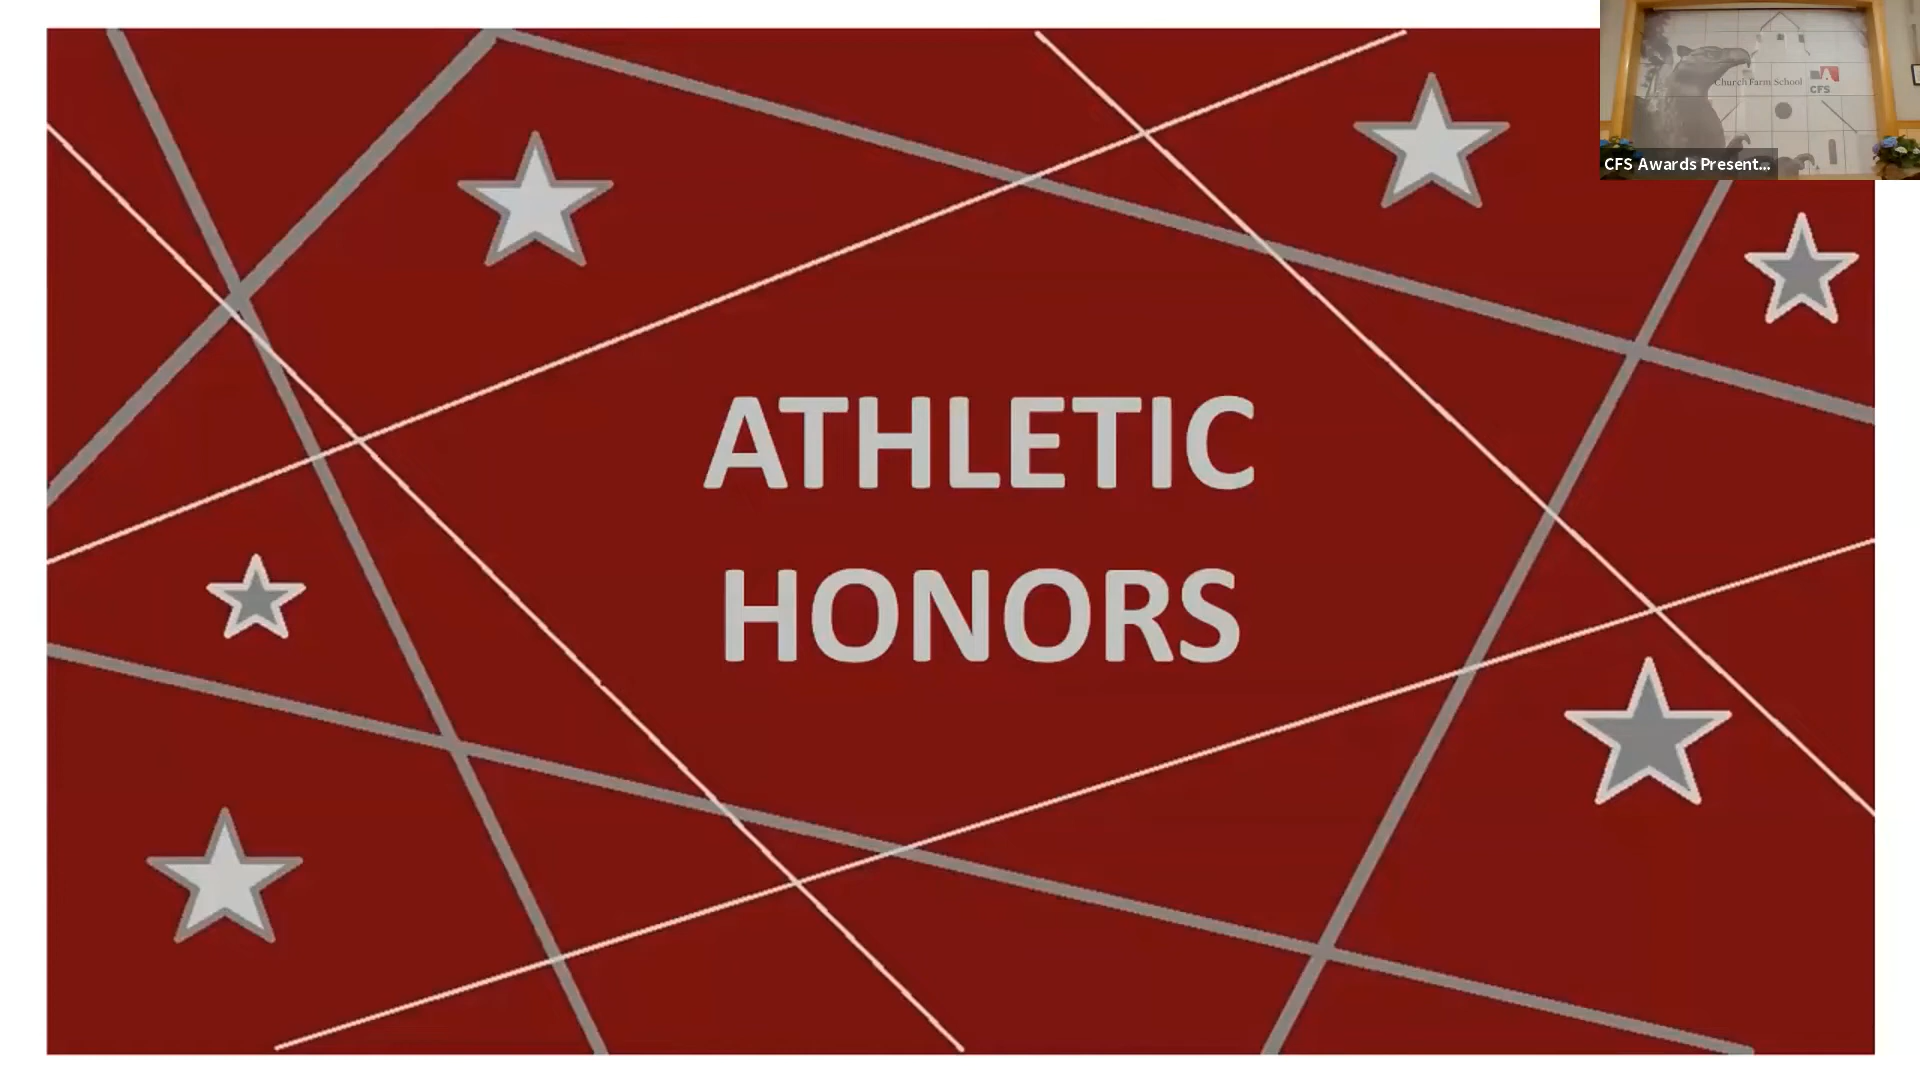 ATHLETIC
HONORS
Church Farm School
CFS
CFS Awards Present...